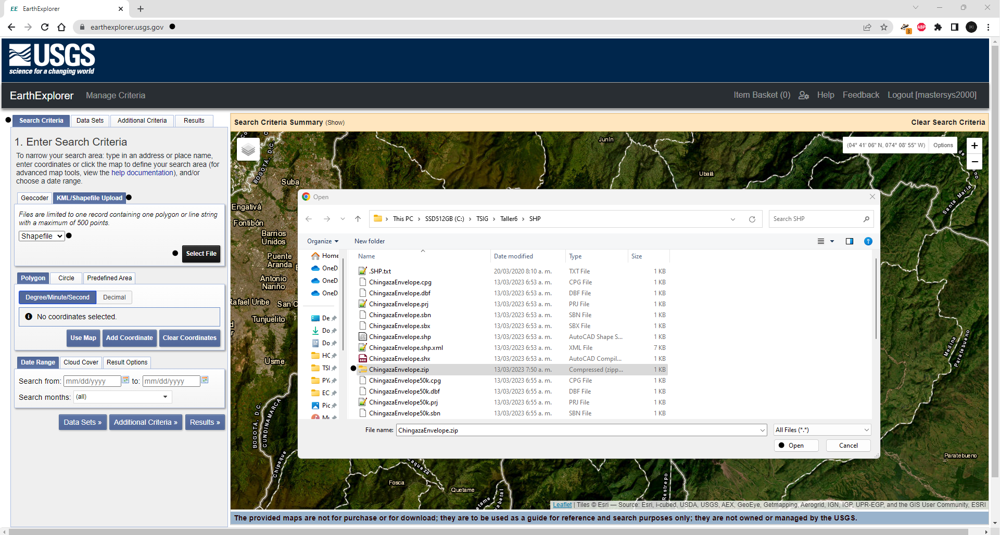 EE EarthExplorer
earthexplorer.usgs.gov
3
ABP
USGS
science for a changing world
EarthExplorer Manage Criteria
Item Basket (0) Help Feedback Logout [mastersys2000]
Search Criteria Data Sets Additional Criteria Results
1. Enter Search Criteria
To narrow your search area: type in an address or place name,
enter coordinates or click the map to define your search area (for
advanced map tools, view the help documentation), and/or
choose a date range.
Geocoder KML/Shapefile Upload
Files are limited to one record containing one polygon or line string
with a maximum of 500 points.
Shapefile
Select File
Polygon Circle Predefined Area
Degree/Minute/Second Decimal
No coordinates selected.
Use Map Add Coordinate Clear Coordinates
Date Range Cloud Cover Result Options
Search from: mm/dd/yyyy to: mm/dd/yyyy
Search months: (all)
Data Sets » Additional Criteria » Results »
Search Criteria Summary (Show)
Clear Search Criteria
(04° 41' 06" N, 074° 08' 55" W) Options
+
−
BOGOTÁ, D.C.
Junín
Ubalá
Santa María
Suba
Engativá
Fontibón
Barrios
Unidos
Puente
Aranda
Antonio
Nariño
Rafael Uribe
San C
Tunjuelito
Usme
BOGOTÁ, D.C.
CUNDINAMARCA
Chipaque
Caqueza
Fosca
Quetame
Restrepo
Medina
Paratebueno
Paratebueno
Open
This PC SSD512GB (C:) TSIG Taller6 SHP
Search SHP
Organize New folder
Home
OneD
OneD
OneD
De
Do
Do
HC
TSI
PY
EC
Pic
Mu
Name Date modified Type Size
.SHP.txt 20/03/2020 8:10 a. m. TXT File 1 KB
ChingazaEnvelope.cpg 13/03/2023 6:53 a. m. CPG File 1 KB
ChingazaEnvelope.dbf 13/03/2023 6:53 a. m. DBF File 1 KB
ChingazaEnvelope.prj 13/03/2023 6:53 a. m. PRJ File 1 KB
ChingazaEnvelope.sbn 13/03/2023 6:53 a. m. SBN File 1 KB
ChingazaEnvelope.sbx 13/03/2023 6:53 a. m. SBX File 1 KB
ChingazaEnvelope.shp 13/03/2023 6:53 a. m. AutoCAD Shape S... 1 KB
ChingazaEnvelope.shp.xml 13/03/2023 6:53 a. m. XML File 7 KB
ChingazaEnvelope.shx 13/03/2023 6:53 a. m. AutoCAD Compil... 1 KB
ChingazaEnvelope.zip 13/03/2023 7:50 a. m. Compressed (zipp... 1 KB
ChingazaEnvelope50k.cpg 13/03/2023 6:55 a. m. CPG File 1 KB
ChingazaEnvelope50k.dbf 13/03/2023 6:55 a. m. DBF File 1 KB
ChingazaEnvelope50k.prj 13/03/2023 6:55 a. m. PRJ File 1 KB
ChingazaEnvelope50k.sbn 13/03/2023 6:55 a. m. SBN File 1 KB
File name: ChingazaEnvelope.zip
All Files (*.*)
Open Cancel
Leaflet | Tiles © Esri — Source: Esri, i-cubed, USDA, USGS, AEX, GeoEye, Getmapping, Aerogrid, IGN, IGP, UPR-EGP, and the GIS User Community, ESRI
The provided maps are not for purchase or for download; they are to be used as a guide for reference and search purposes only; they are not owned or managed by the USGS.